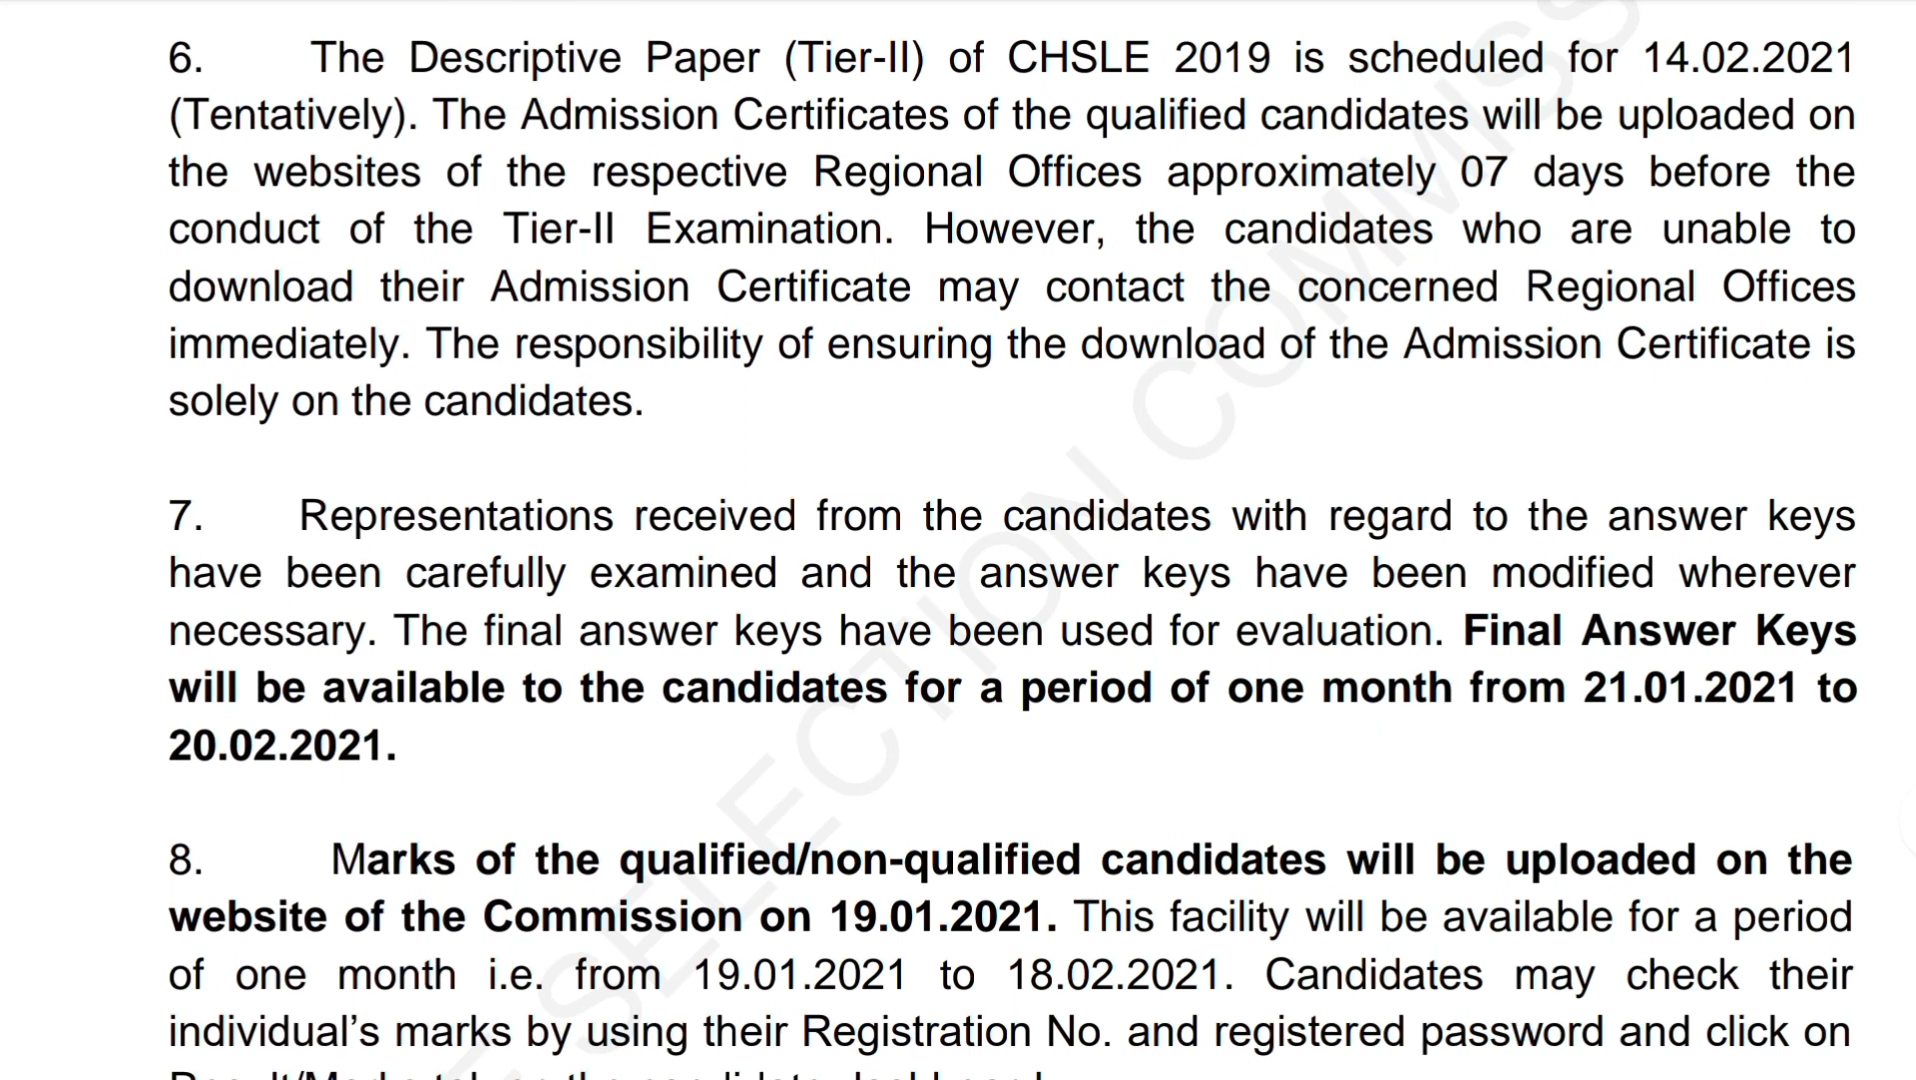 6. The Descriptive Paper (Tier-II) of CHSLE 2019 is scheduled for 14.02.2021
(Tentatively). The Admission Certificates of the qualified candidates will be uploaded on
the websites of the respective Regional Offices approximately 07 days before the
conduct of the Tier-II Examination. However, the candidates who are unable to
download their Admission Certificate may contact the concerned Regional Offices
immediately. The responsibility of ensuring the download of the Admission Certificate is
solely on the candidates.
7. Representations received from the candidates with regard to the answer keys
have been carefully examined and the answer keys have been modified wherever
necessary. The final answer keys have been used for evaluation. Final Answer Keys
will be available to the candidates for a period of one month from 21.01.2021 to
20.02.2021.
8. Marks of the qualified/non-qualified candidates will be uploaded on the
website of the Commission on 19.01.2021. This facility will be available for a period
of one month i.e. from 19.01.2021 to 18.02.2021. Candidates may check their
individual’s marks by using their Registration No. and registered password and click on
SELECTION COMMISS